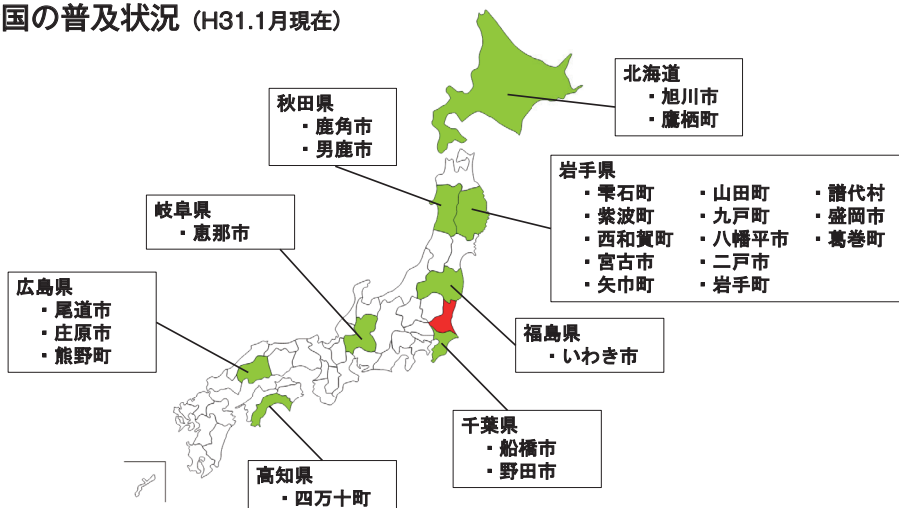 国の普及状況（H31.1月現在）
北海道
・旭川市
・鷹栖町
秋田県
・鹿角市
・男鹿市
岩手県
・雫石町 ・山田町 ・譜代村
・紫波町 ・九戸町 ・盛岡市
・西和賀町 ・八幡平市 ・葛巻町
・宮古市 ・二戸市
・矢巾町 ・岩手町
岐阜県
・恵那市
広島県
・尾道市
・庄原市
・熊野町
福島県
・いわき市
千葉県
・船橋市
・野田市
高知県
・四万十町